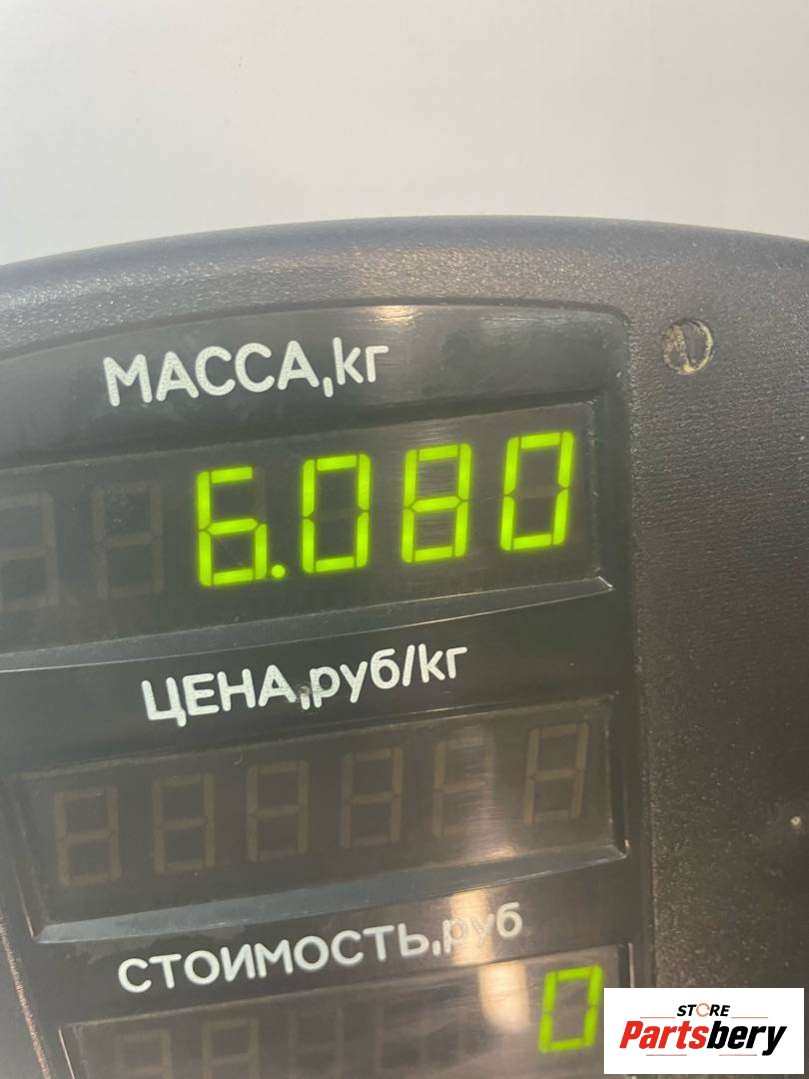 МАССА,кг
6.080
ЦЕНА,руб/кг
СТОИМОСТЬ,руб
0
STORE
Partsbery